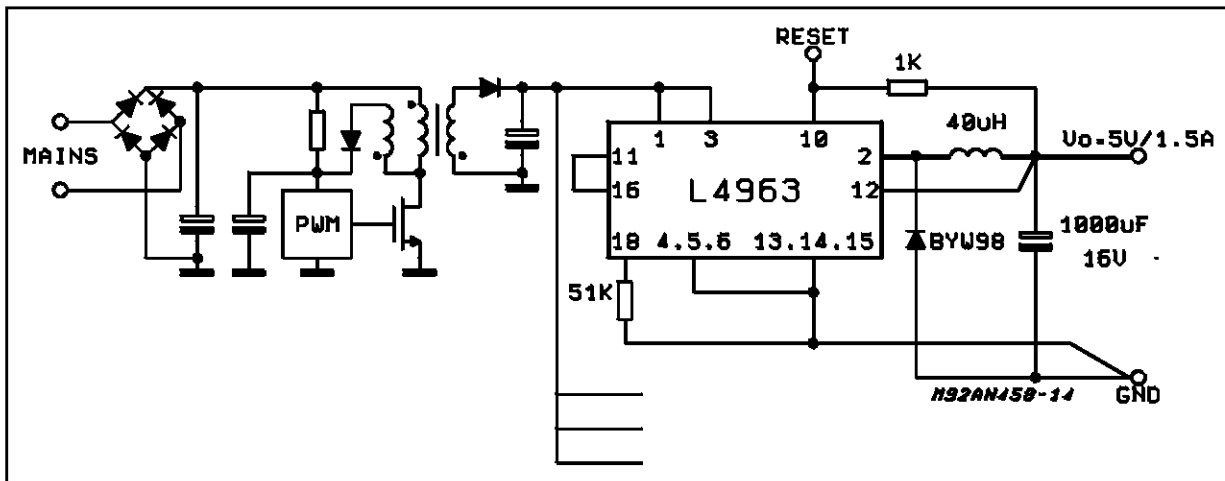 RESET
1K
40uH
Vo=5V/1.5A
MAINS
1
3
10
11
2
16
L4963
12
PWM
18
4.5.6
13.14.15
BYW98
1000uF
16V
51K
M92AN458-14
GND